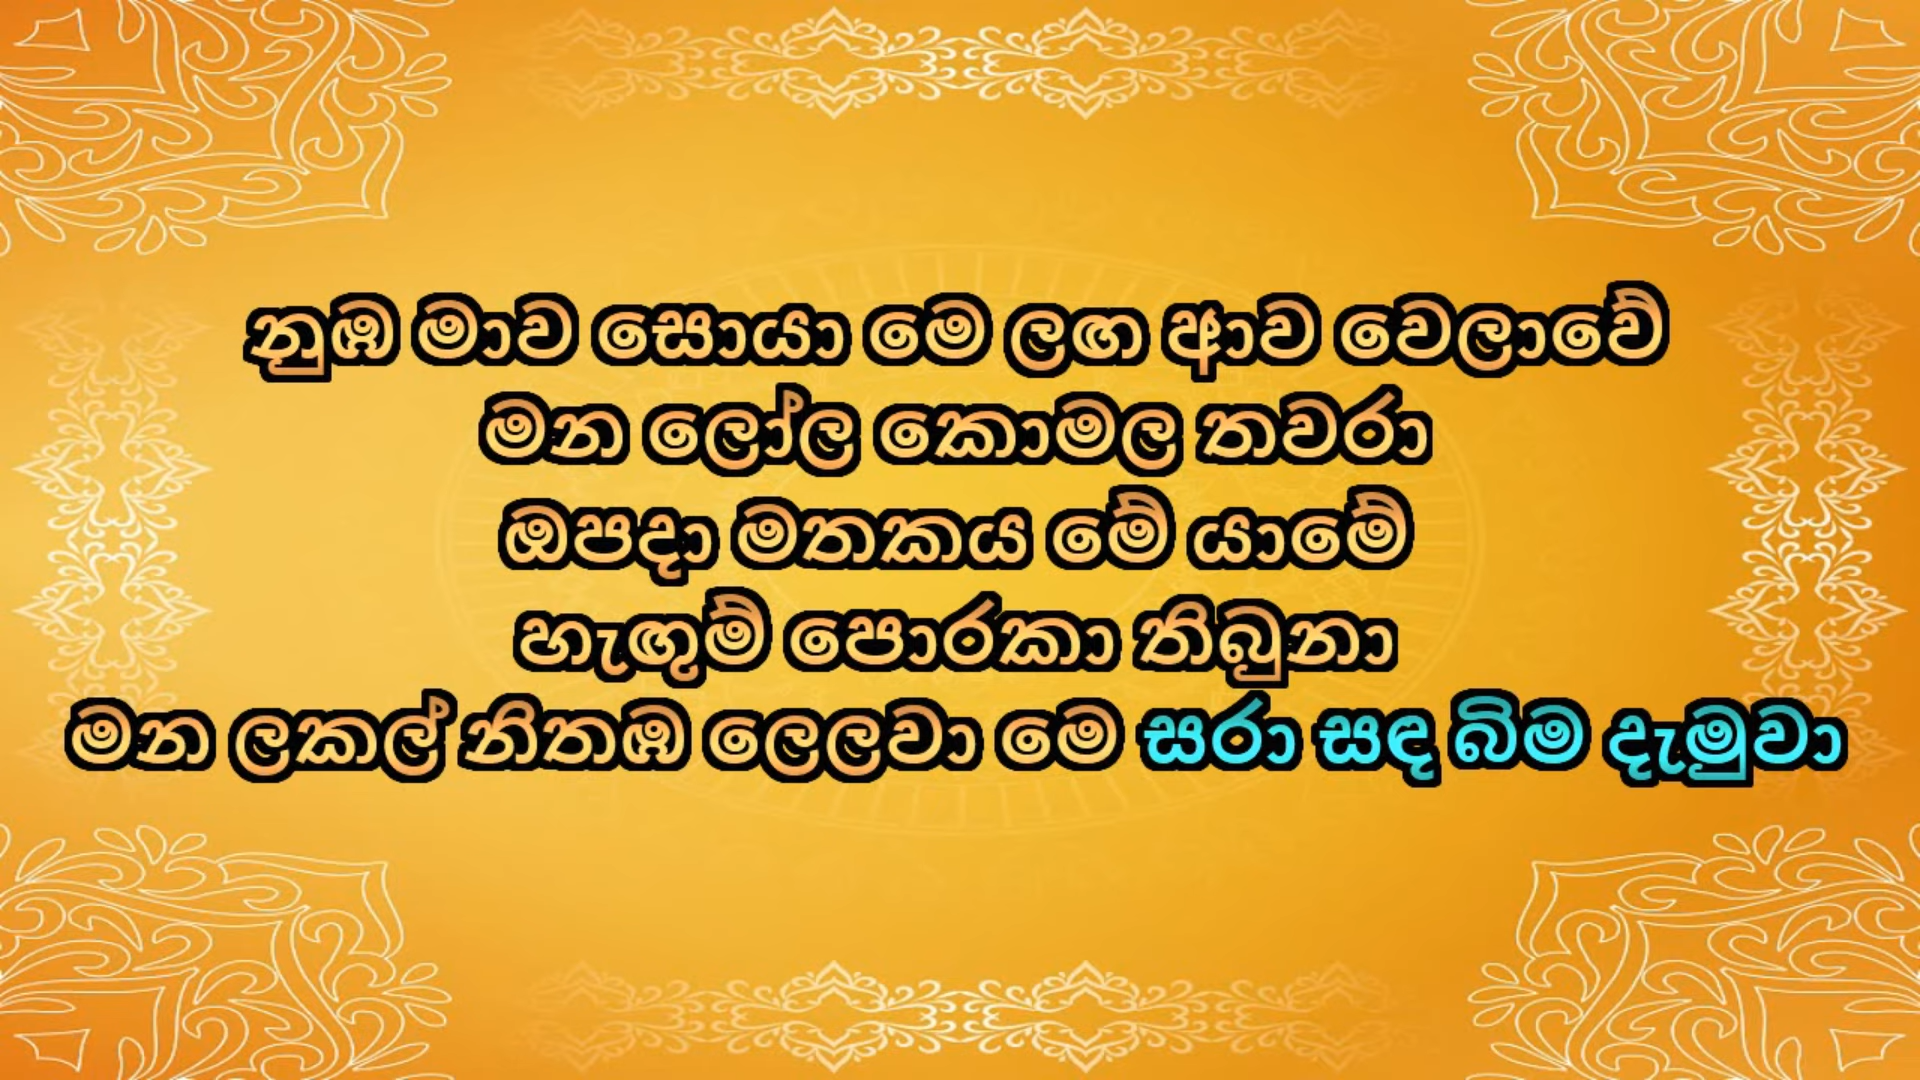 නුඹ මාව සොයා මෙ ලඟ ආව වෙලාවේ
මන ලෝල කොමල තවරා
ඔපදා මතකය මේ යාමේ
හැඟුම් පොරකා තිබුනා
මන ලකල් නිතඹ ලෙලවා මෙ සරා සඳ බිම දැමුවා